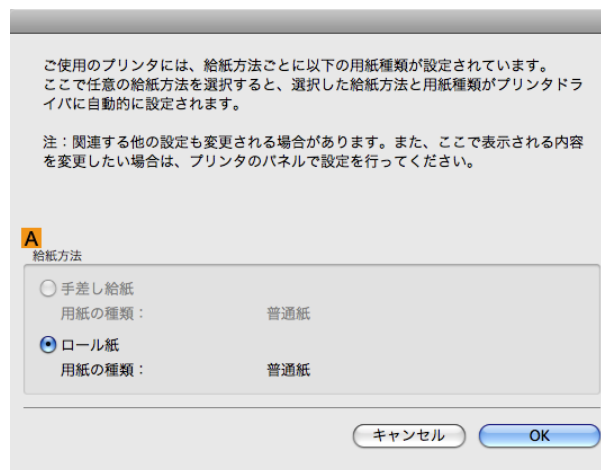 ご使用のプリンタには、給紙方法ごとに以下の用紙種類が設定されています。
ここで任意の給紙方法を選択すると、選択した給紙方法と用紙種類がプリンタドラ
イバに自動的に設定されます。
注：関連する他の設定も変更される場合があります。また、ここで表示される内容
を変更したい場合は、プリンタのパネルで設定を行ってください。
A
給紙方法
手差し給紙
用紙の種類： 普通紙
ロール紙
用紙の種類： 普通紙
キャンセル OK